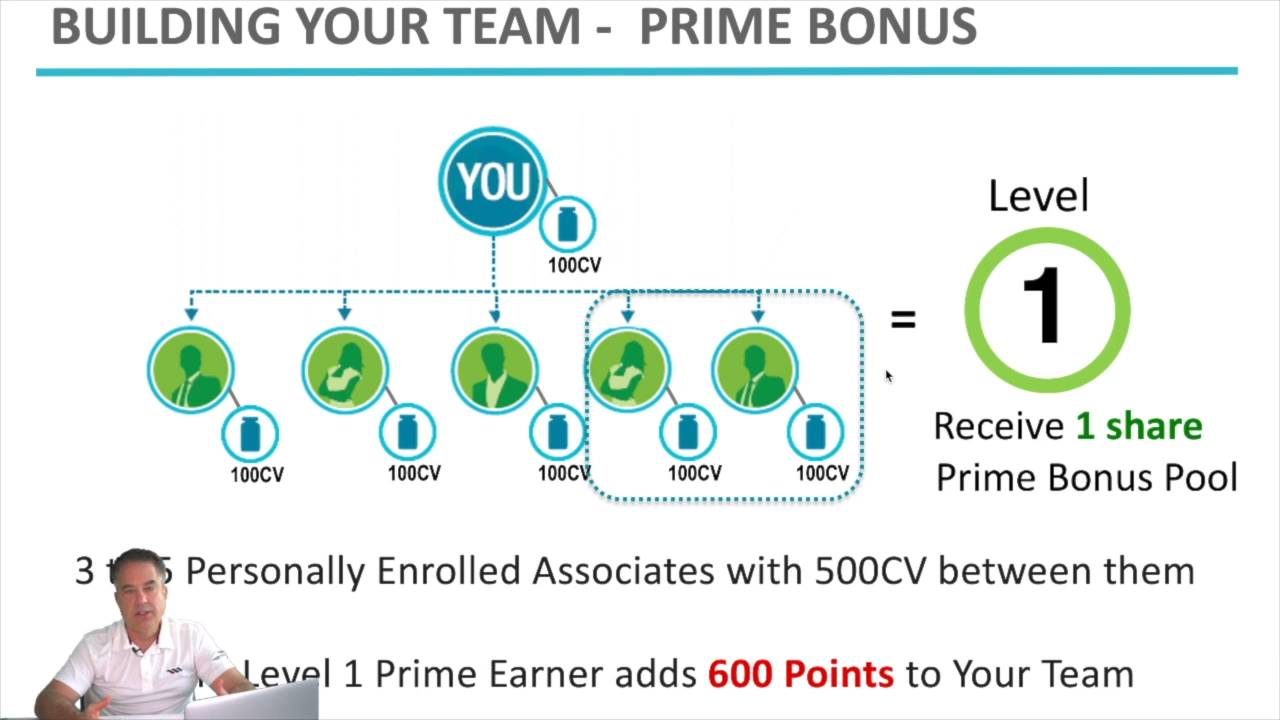 BUILDING YOUR TEAM - PRIME BONUS
YOU
100CV
Level
1
=
100CV
100CV
100CV
100CV
100CV
Receive 1 share
Prime Bonus Pool
3 5 Personally Enrolled Associates with 500CV between them
Level 1 Prime Earner adds 600 Points to Your Team